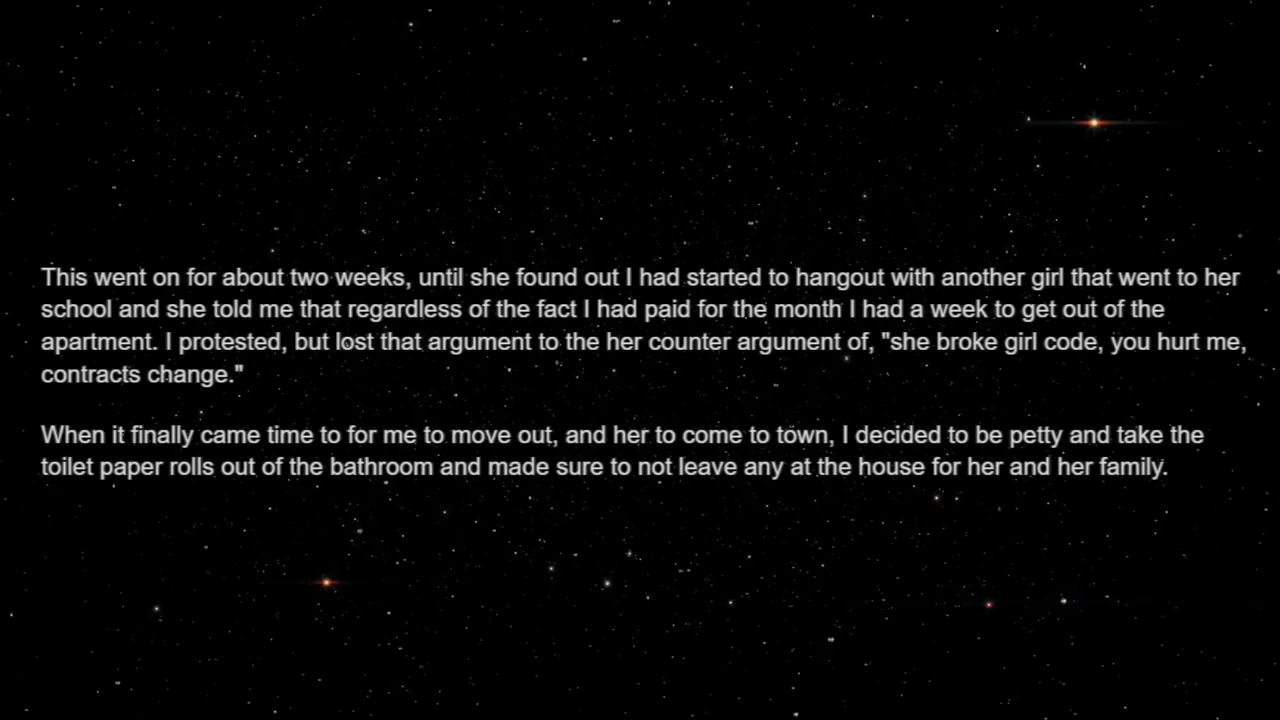 This went on for about two weeks, until she found out I had started to hangout with another girl that went to her
school and she told me that regardless of the fact I had paid for the month I had a week to get out of the
apartment. I protested, but lost that argument to the her counter argument of, "she broke girl code, you hurt me,
contracts change."
When it finally came time to for me to move out, and her to come to town, I decided to be petty and take the
toilet paper rolls out of the bathroom and made sure to not leave any at the house for her and her family.